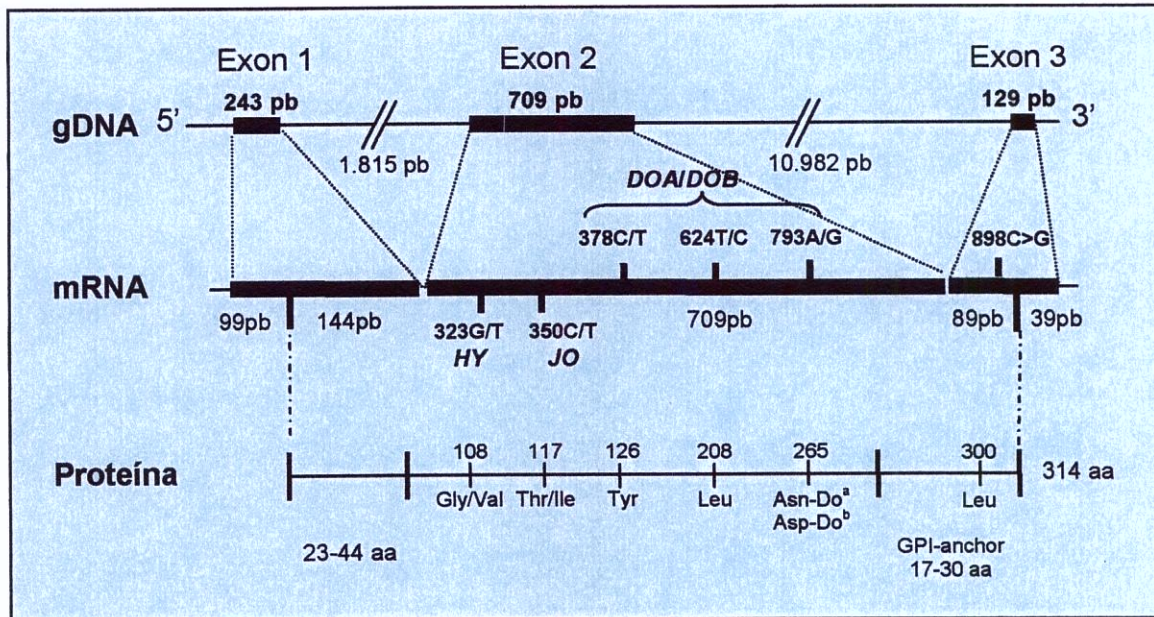 Exon 1 Exon 2 Exon 3
243 pb 709 pb 129 pb
gDNA 5’ 3’
1.815 pb 10.982 pb
DOA/DOB
378C/T 624T/C 793A/G 898C>G
mRNA
99pb 144pb 323G/T 350C/T 709pb 89pb 39pb
HY JO
108 117 126 208 265 300
Proteína 314 aa
Gly/Val Thr/Ile Tyr Leu Asn-Doᵃ Leu
Asp-Doᵇ
23-44 aa GPI-anchor
17-30 aa